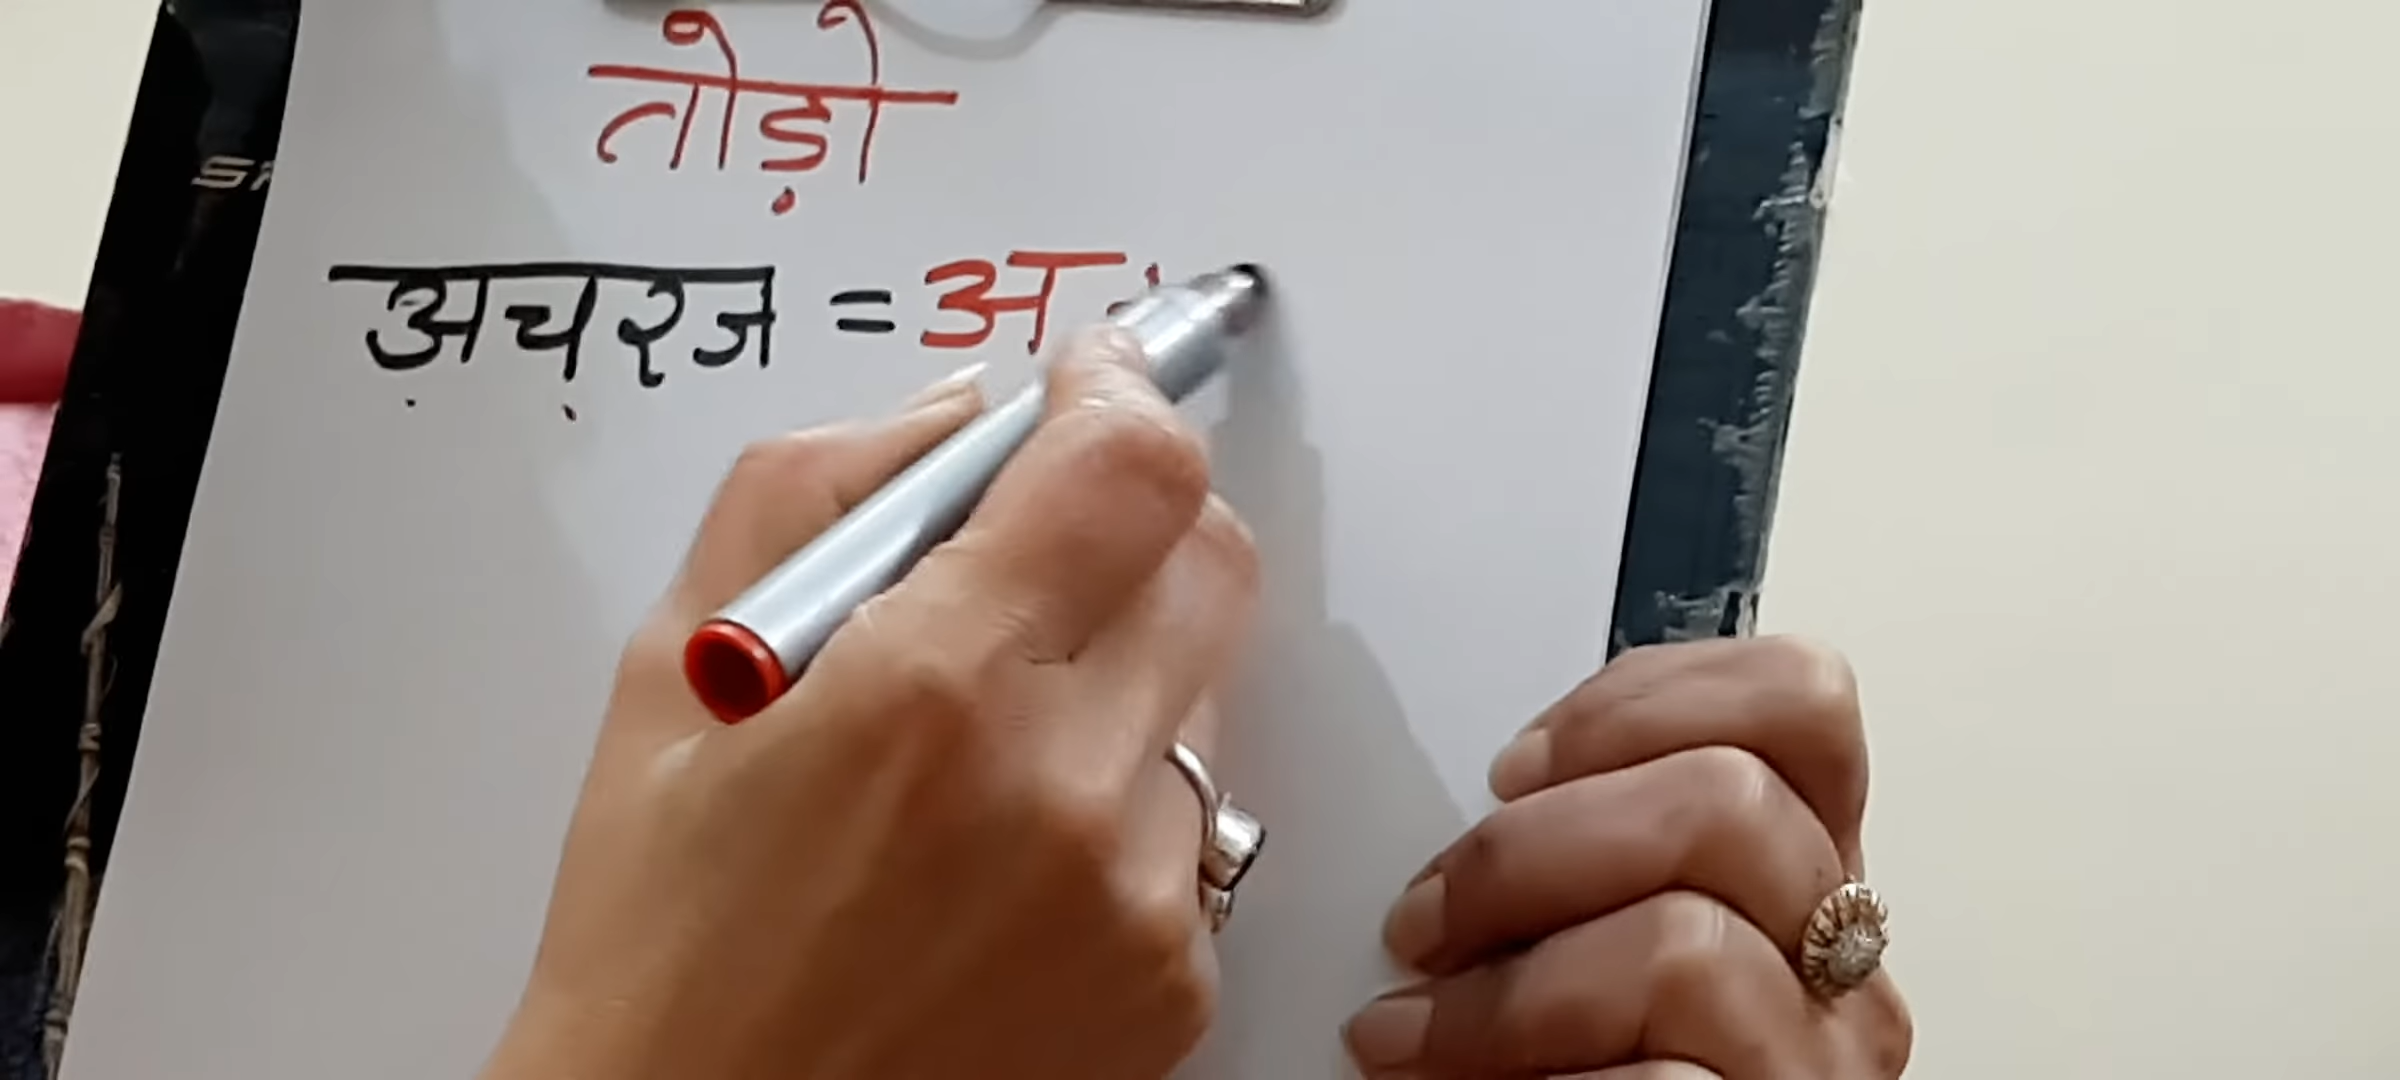 तोड़ो
अचरज = अ +